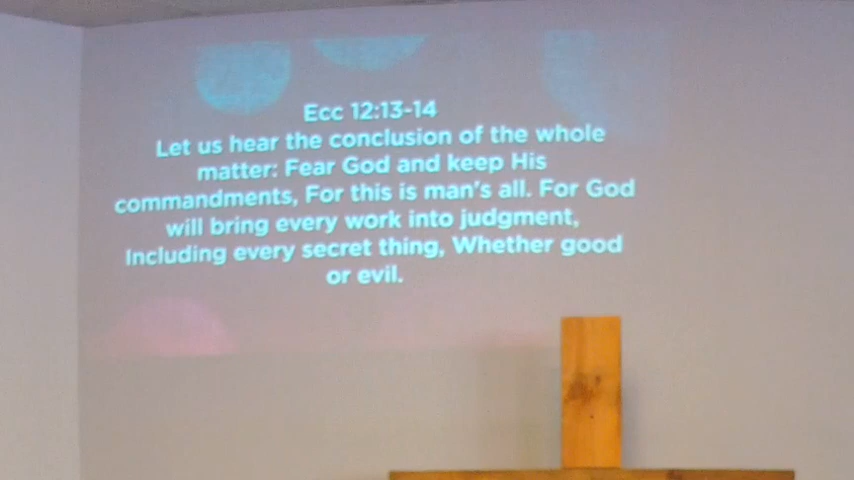 Ecc 12:13-14
Let us hear the conclusion of the whole
matter: Fear God and keep His
commandments, For this is man's all. For God
will bring every work into judgment,
Including every secret thing, Whether good
or evil.